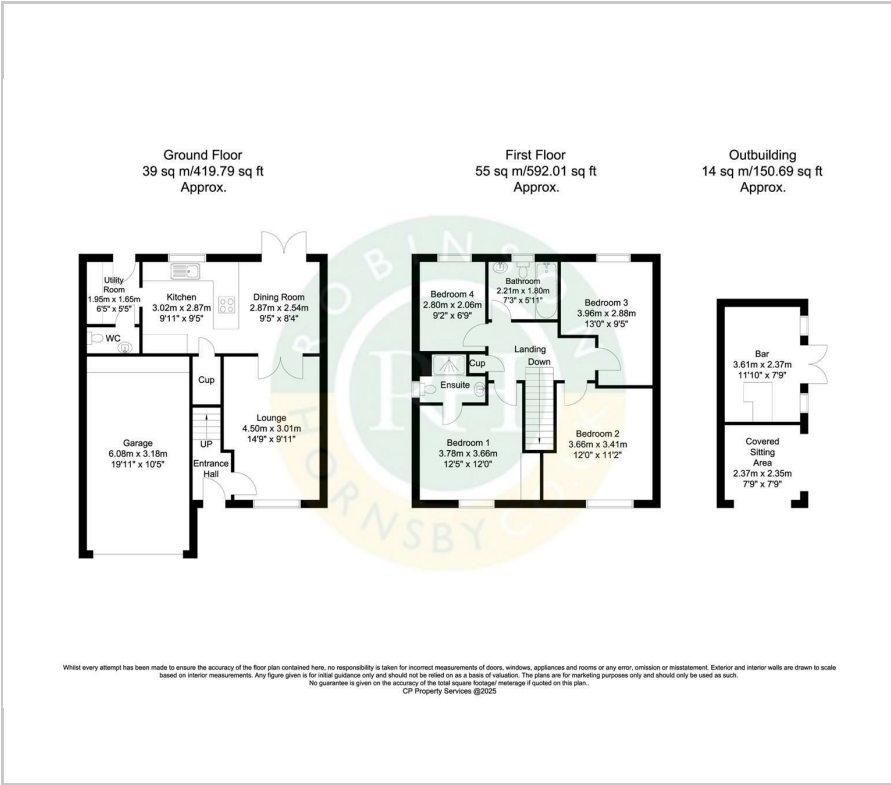 Ground Floor
39 sq m/419.79 sq ft
Approx.
First Floor
55 sq m/592.01 sq ft
Approx.
Outbuilding
14 sq m/150.69 sq ft
Approx.
Utility
Room
1.95m x 1.65m
6'5" x 5'5"
Kitchen
3.02m x 2.87m
9'11" x 9'5"
Dining Room
2.87m x 2.54m
9'5" x 8'4"
WC
Cup
Lounge
4.50m x 3.01m
14'9" x 9'11"
Garage
6.08m x 3.18m
19'11" x 10'5"
UP
Entrance
Hall
Bedroom 4
2.80m x 2.06m
9'2" x 6'9"
Bathroom
2.21m x 1.80m
7'3" x 5'11"
Bedroom 3
3.96m x 2.88m
13'0" x 9'5"
Landing
Down
Cup
Ensuite
Bedroom 1
3.78m x 3.66m
12'5" x 12'0"
Bedroom 2
3.66m x 3.41m
12'0" x 11'2"
Bar
3.61m x 2.37m
11'10" x 7'9"
Covered
Sitting
Area
2.37m x 2.35m
7'9" x 7'9"
ROBINSON
RH
HORNSBY CO
Whilst every attempt has been made to ensure the accuracy of the floor plan contained here, no responsibility is taken for incorrect measurements of doors, windows, appliances and rooms or any error, omission or misstatement. Exterior and interior walls are drawn to scale
based on interior measurements. Any figure given is for initial guidance only and should not be relied on as a basis of valuation. The plans are for marketing purposes only and should only be used as such.
No guarantee is given on the accuracy of the total square footage/ meterage if quoted on this plan..
CP Property Services @2025